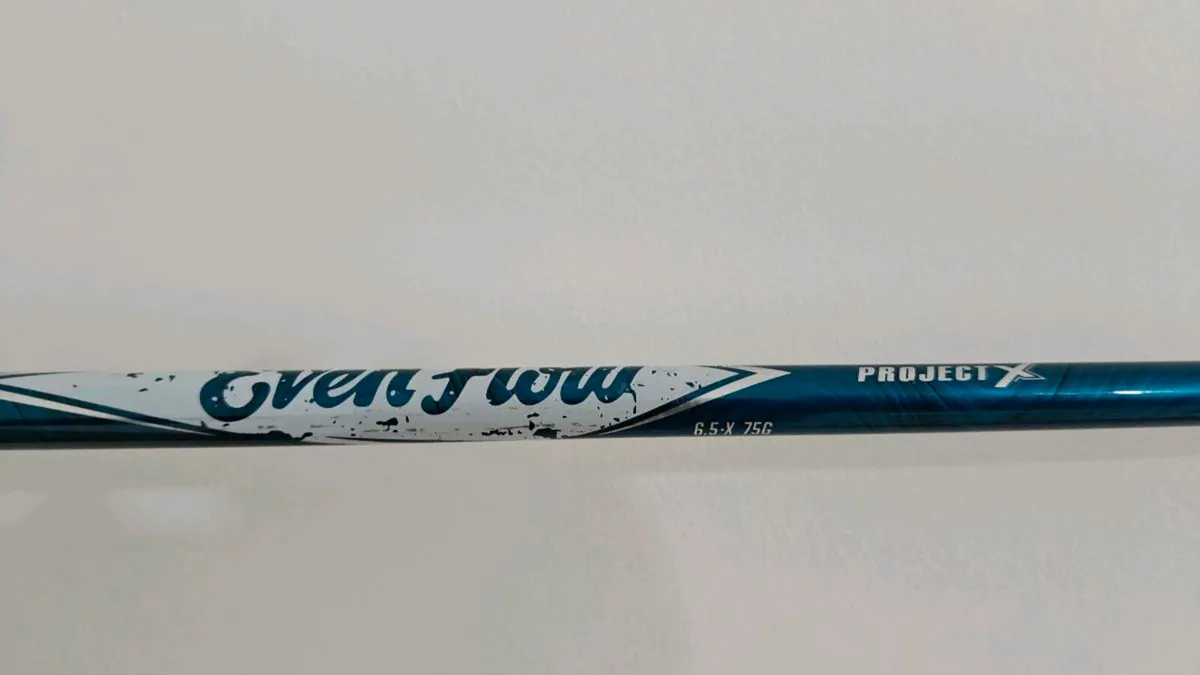 Even Flow
PROJECT X
6.5-X 75G